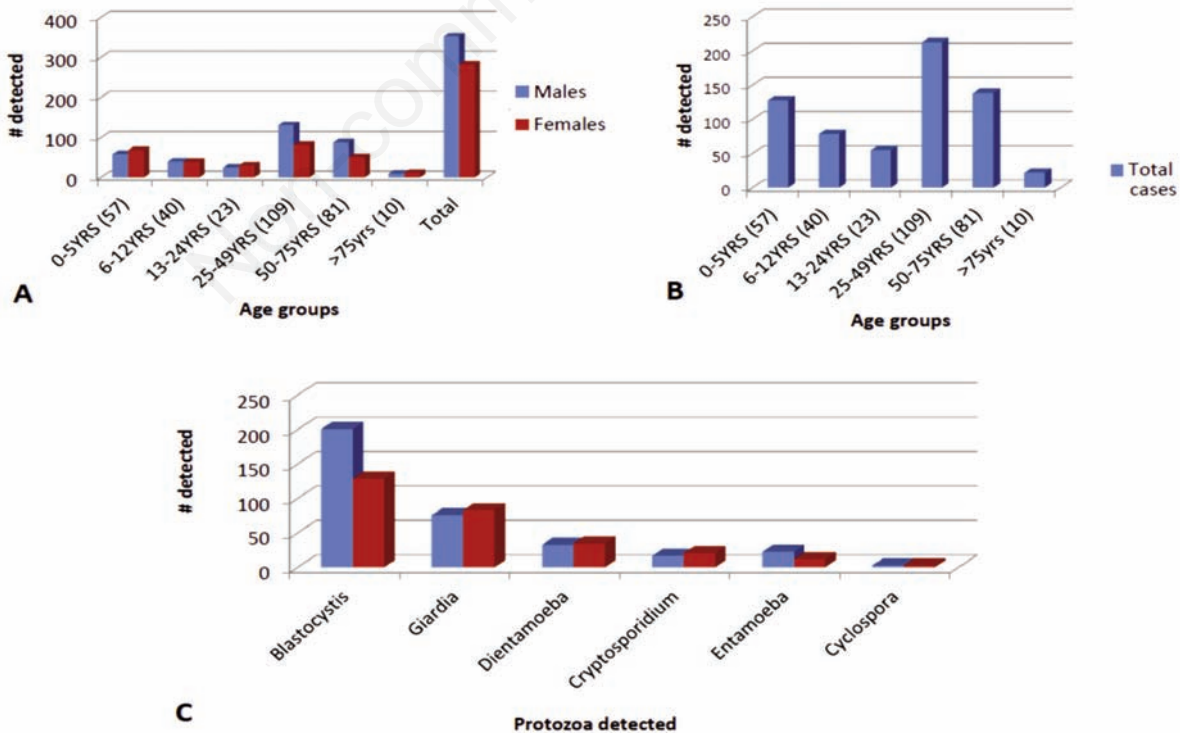 400
300
200
100
0
# detected
Males
Females
0-5YRS (57)
6-12YRS (40)
13-24YRS (23)
25-49YRS (109)
50-75YRS (81)
>75yrs (10)
Total
A
Age groups
250
200
150
100
50
0
# detected
Total
cases
0-5YRS (57)
6-12YRS (40)
13-24YRS (23)
25-49YRS (109)
50-75YRS (81)
>75yrs (10)
B
Age groups
250
200
150
100
50
0
# detected
Blastocystis
Giardia
Dientamoeba
Cryptosporidium
Entamoeba
Cyclospora
C
Protozoa detected